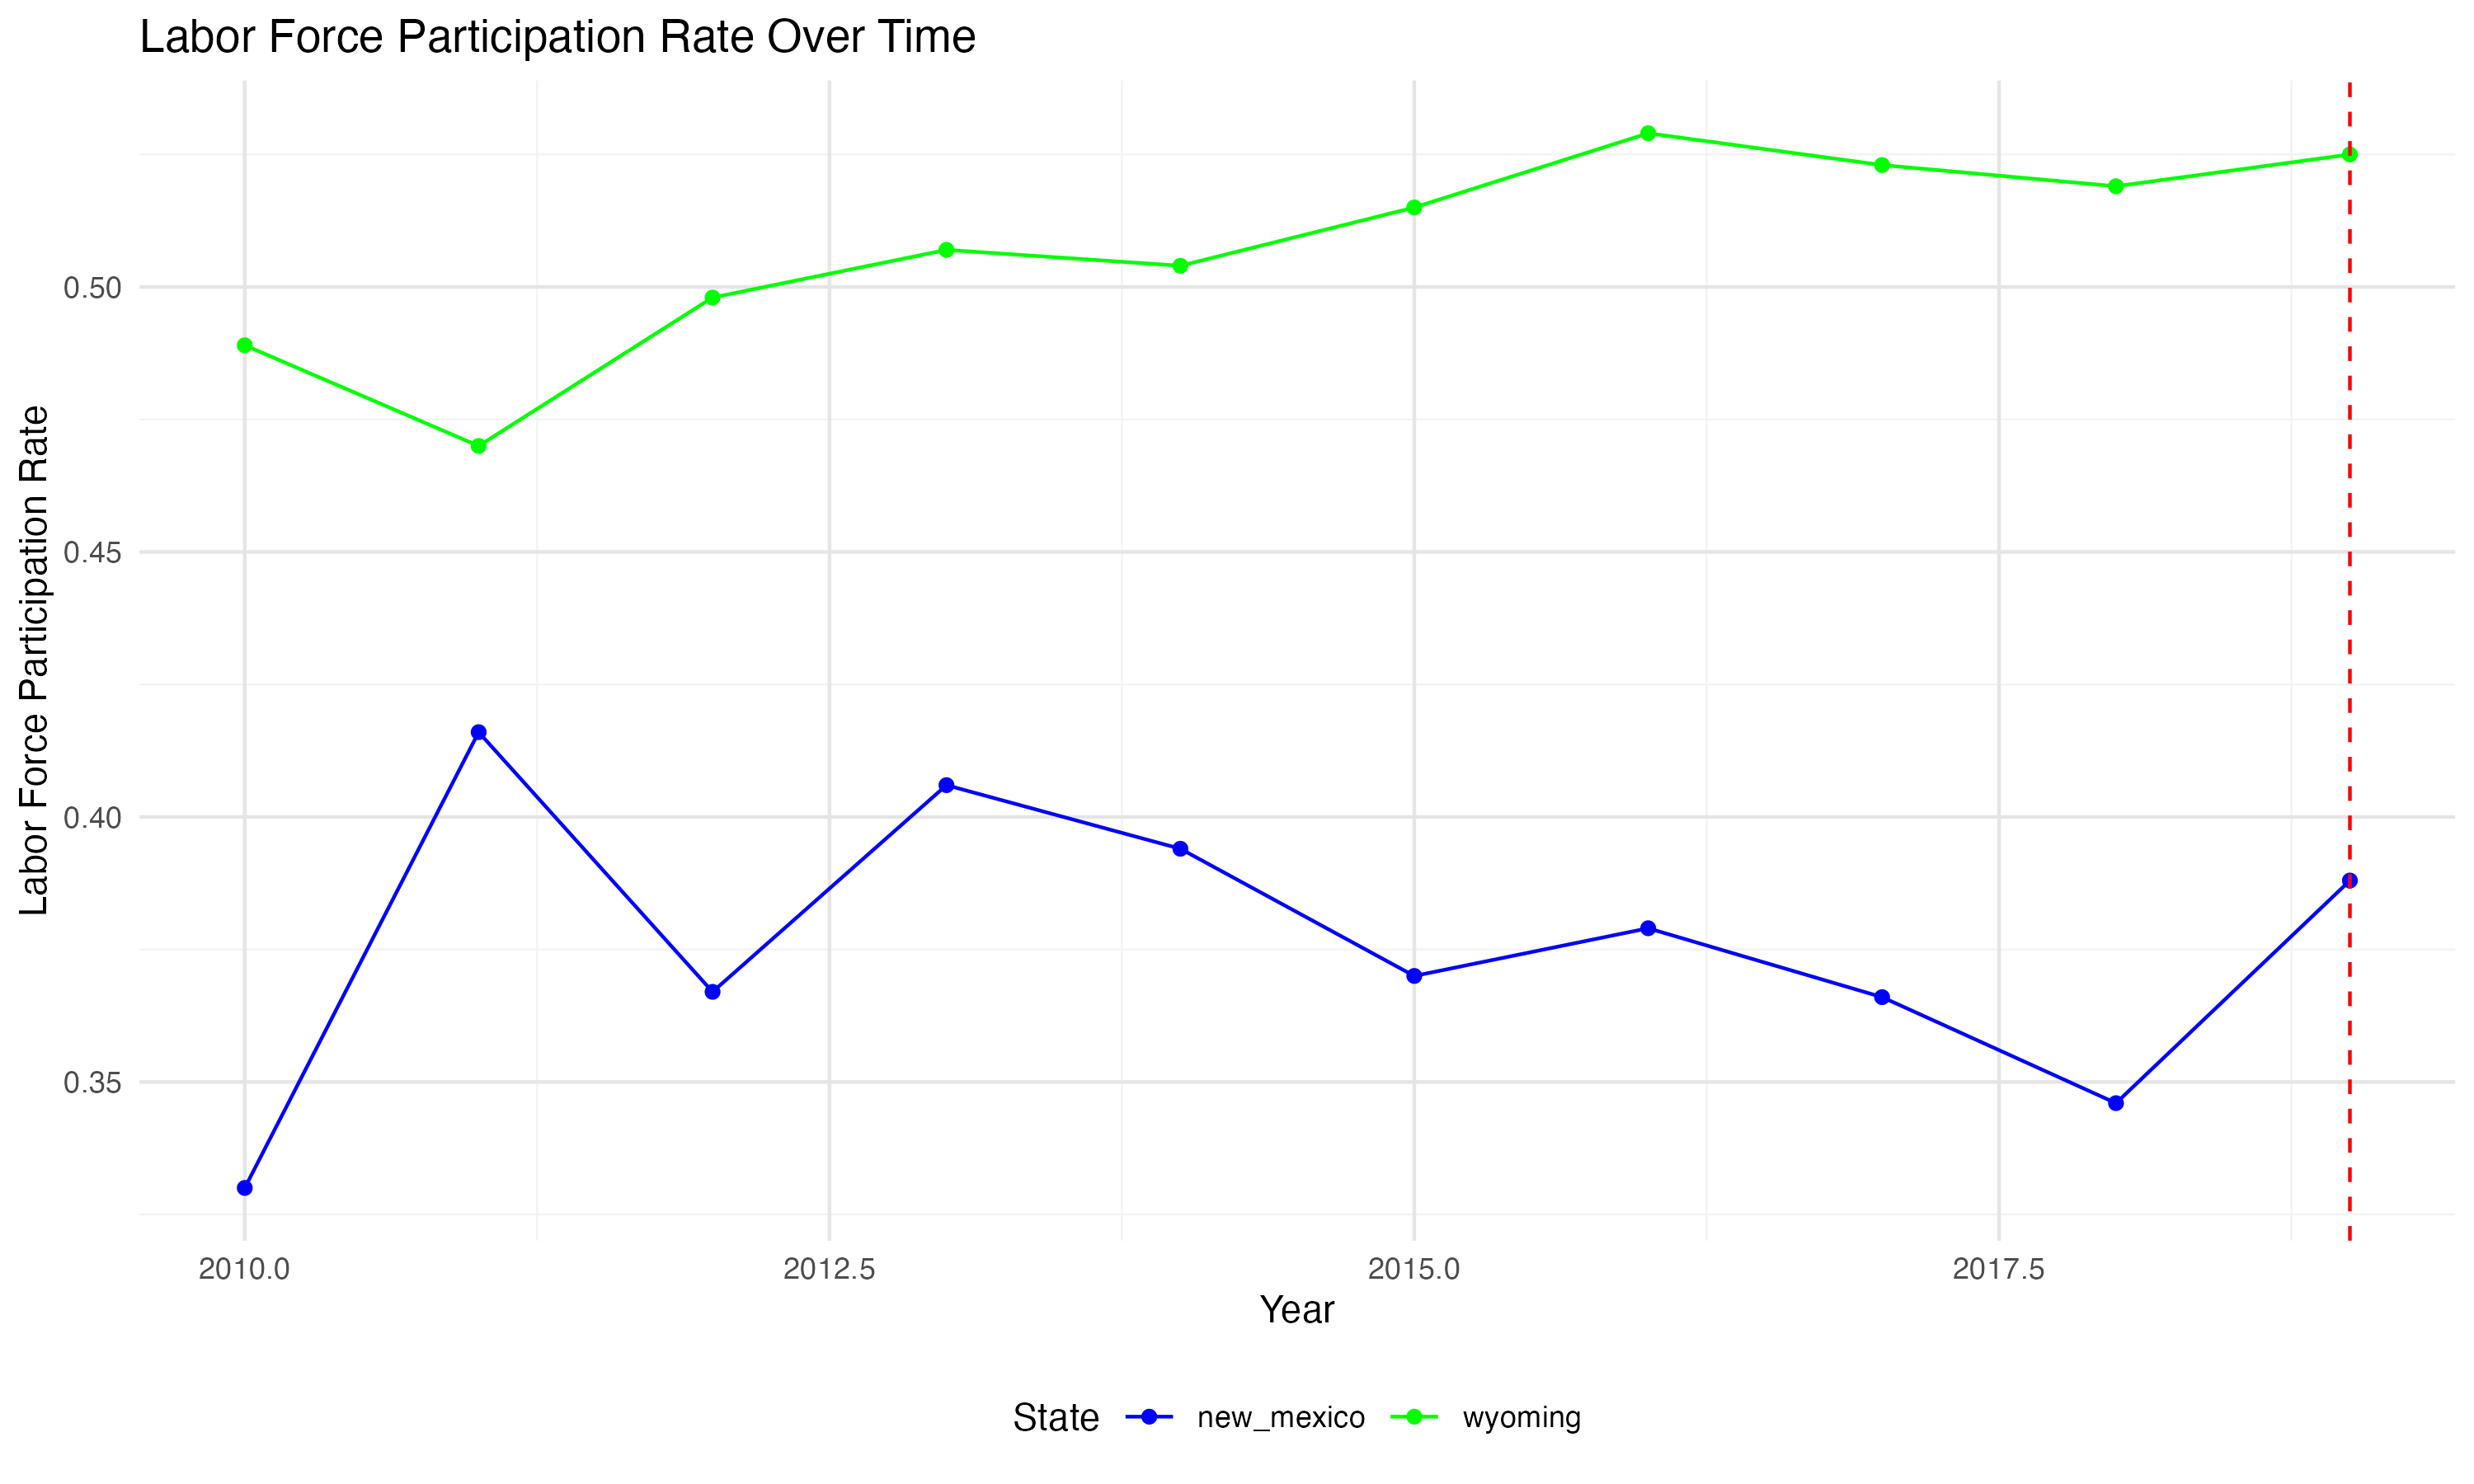 Labor Force Participation Rate Over Time
Labor Force Participation Rate
0.50
0.45
0.40
0.35
2010.0 2012.5 2015.0 2017.5
Year
State new_mexico wyoming